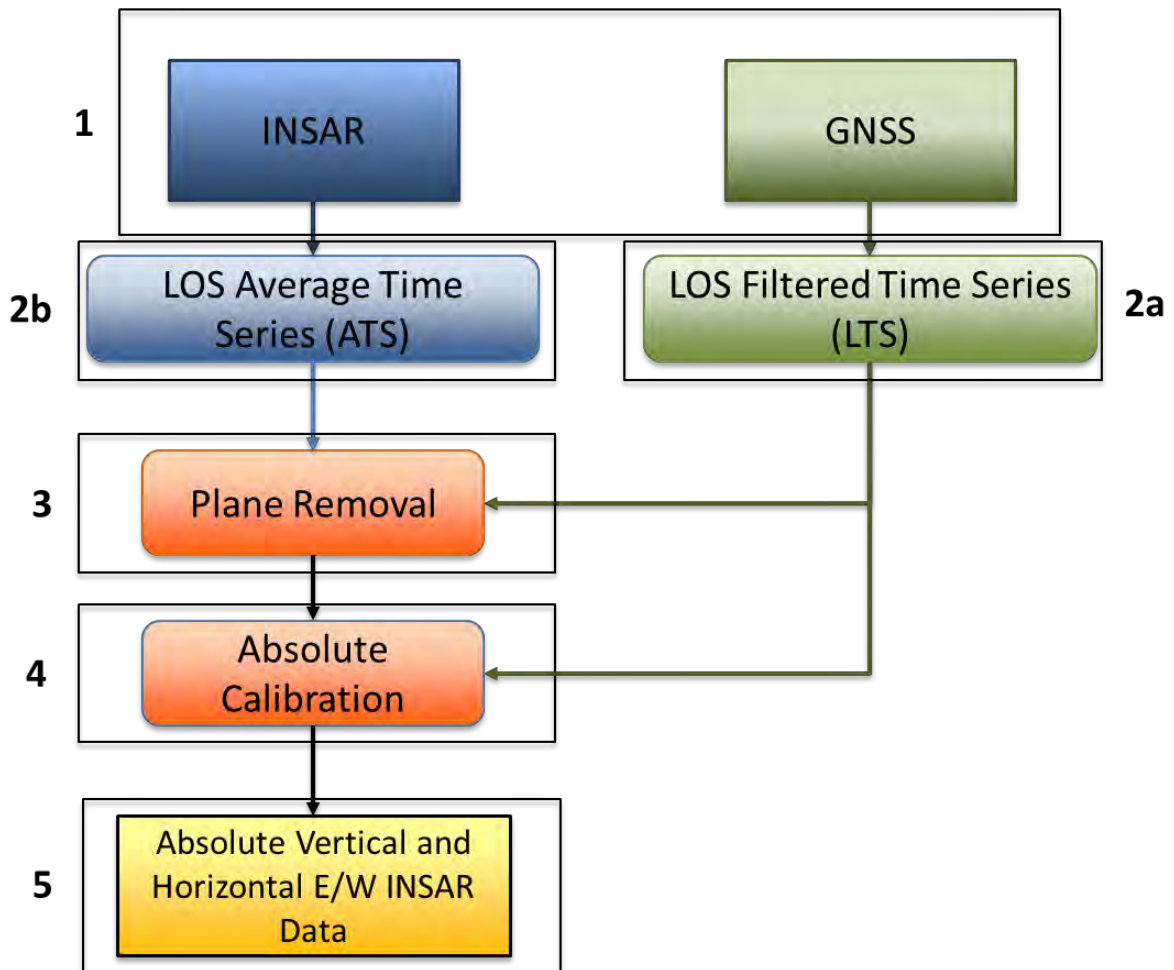 1
INSAR
GNSS
2b
LOS Average Time
Series (ATS)
LOS Filtered Time Series
(LTS)
2a
3
Plane Removal
4
Absolute
Calibration
5
Absolute Vertical and
Horizontal E/W INSAR
Data